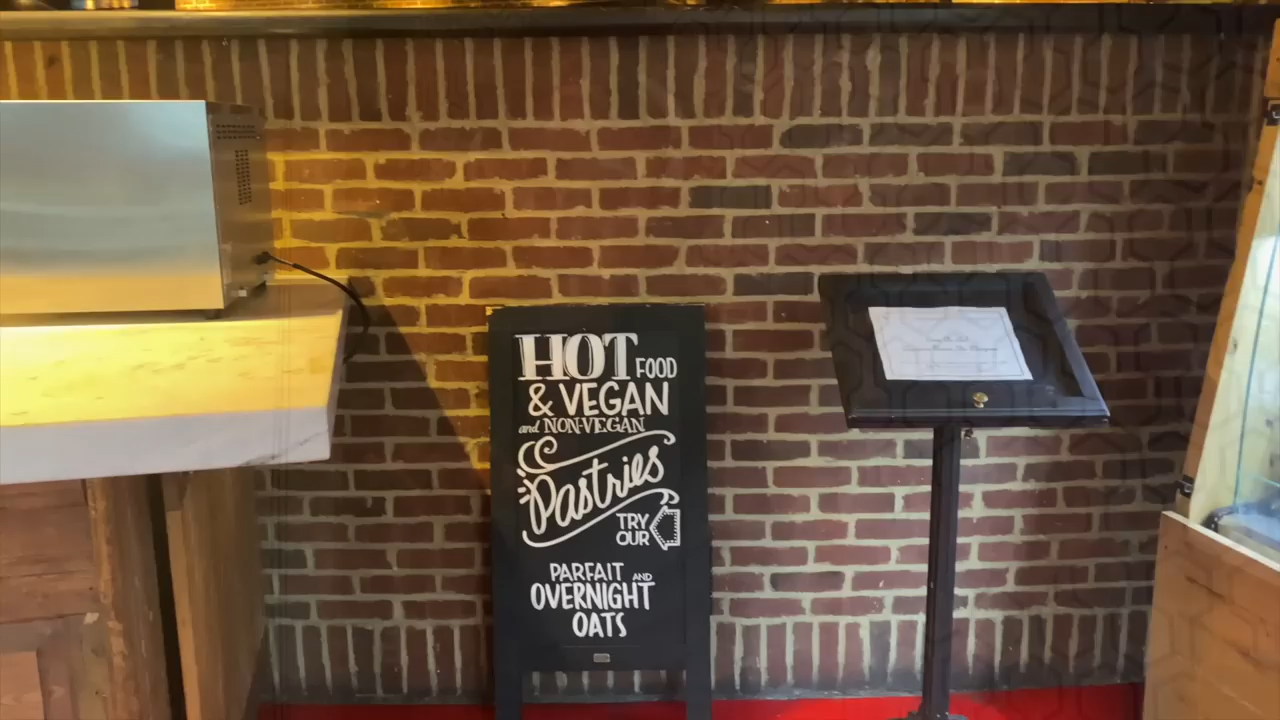 HOT FOOD
& VEGAN
and NON-VEGAN
Pastries
TRY
OUR
PARFAIT AND
OVERNIGHT
OATS